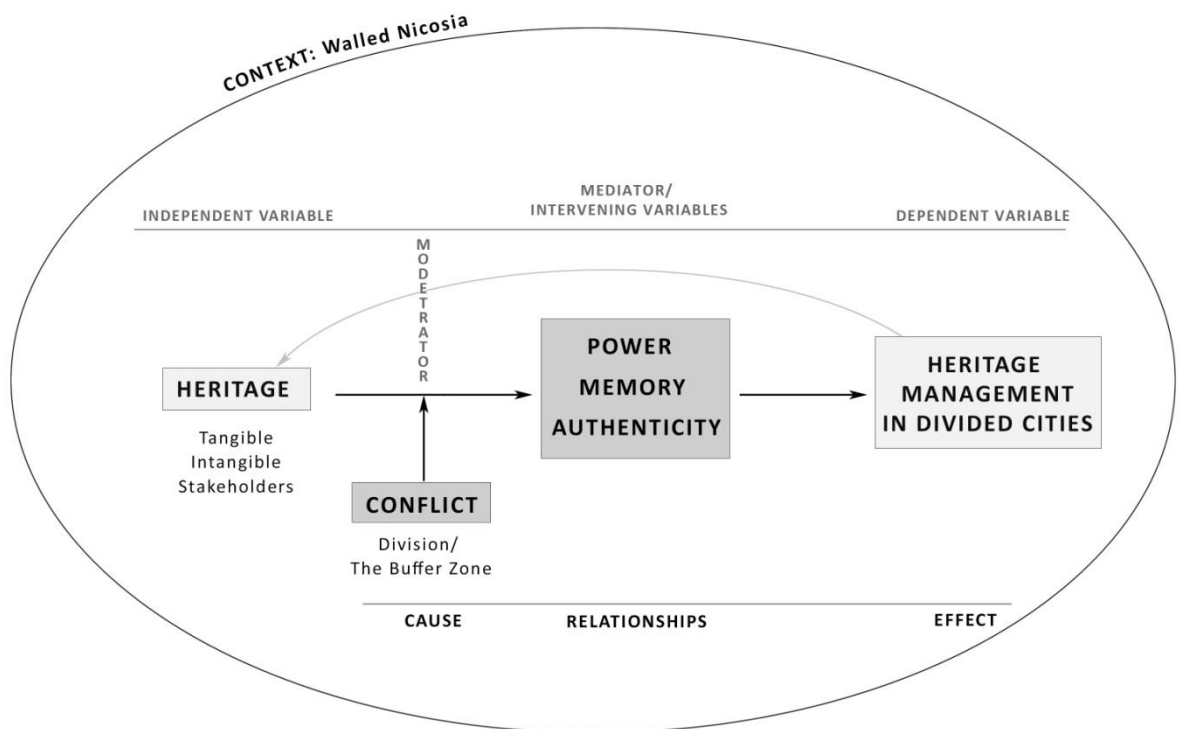 CONTEXT: Walled Nicosia
MEDIATOR/
INDEPENDENT VARIABLE
INTERVENING VARIABLES
DEPENDENT VARIABLE
MODETRATOR
HERITAGE
Tangible
Intangible
Stakeholders
CONFLICT
Division/
The Buffer Zone
POWER
MEMORY
AUTHENTICITY
HERITAGE
MANAGEMENT
IN DIVIDED CITIES
CAUSE
RELATIONSHIPS
EFFECT